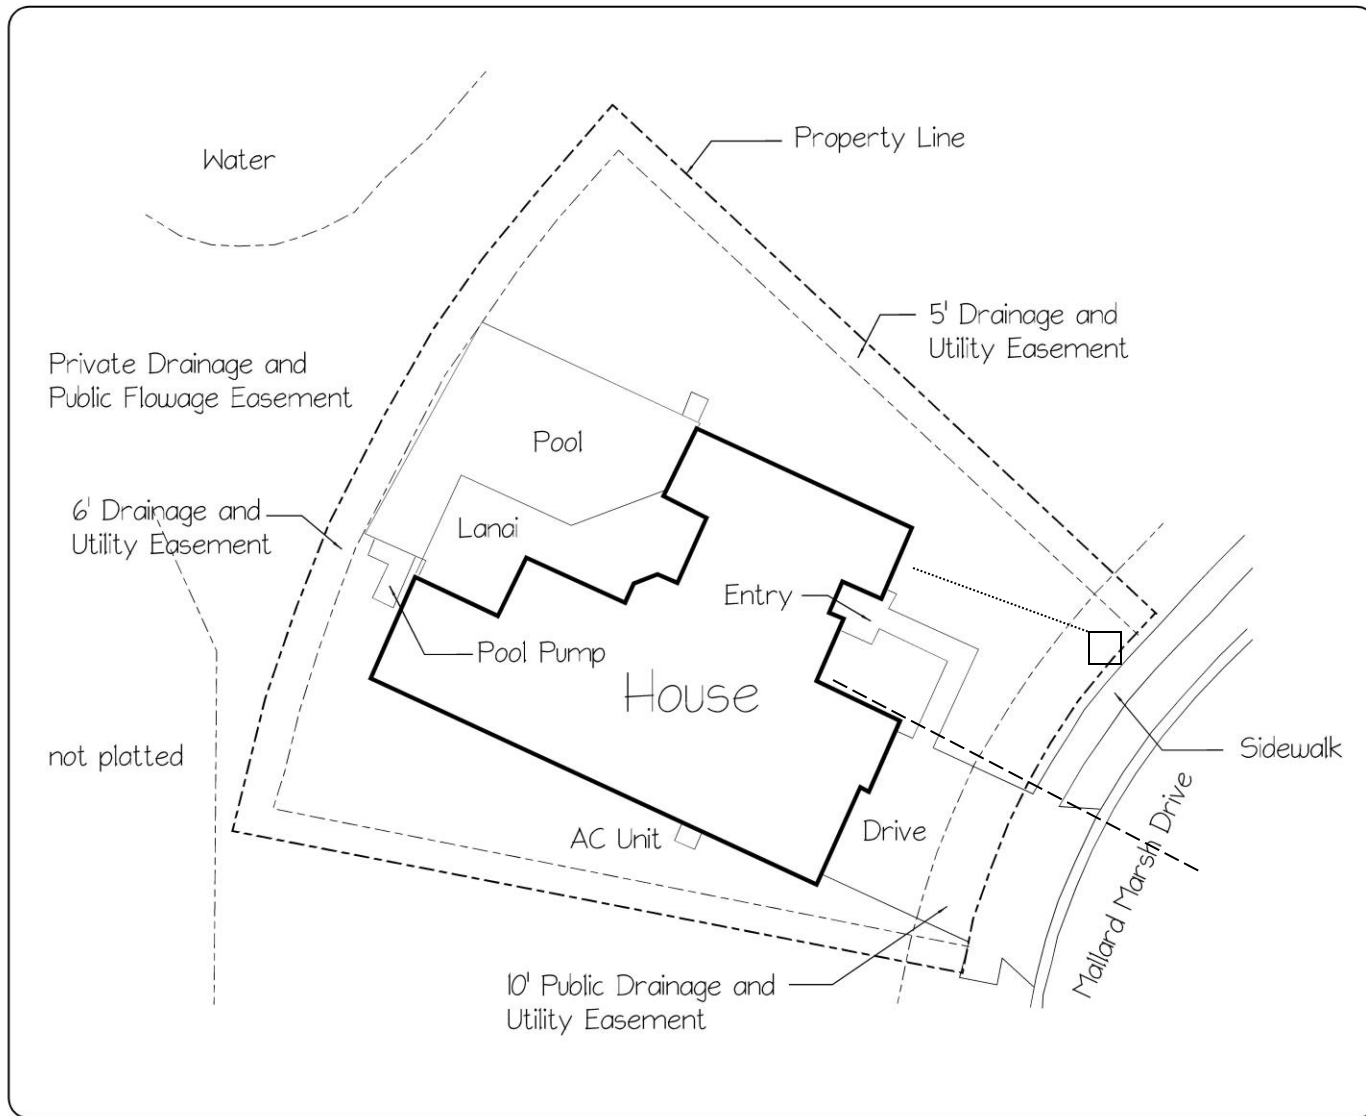 Water
Property Line
5' Drainage and
Utility Easement
Private Drainage and
Public Flowage Easement
Pool
6' Drainage and
Utility Easement
Lanai
Entry
Pool Pump
House
not platted
Sidewalk
AC Unit
Drive
Mallard Marsh Drive
10' Public Drainage and
Utility Easement